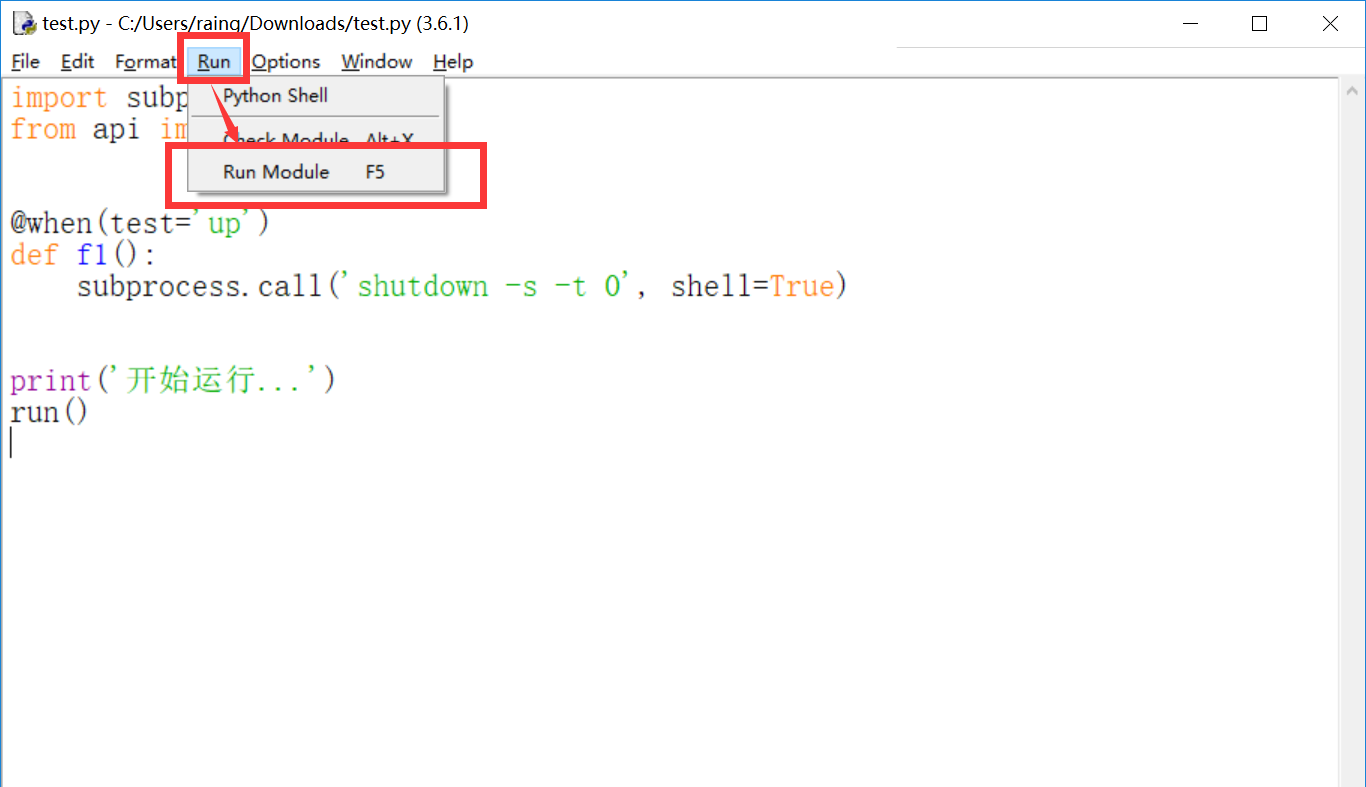 test.py - C:/Users/raing/Downloads/test.py (3.6.1)
File Edit Format Run Options Window Help
import subp
from api im
Python Shell
Check Module Alt+X
Run Module F5
@when(test='up')
def f1():
    subprocess.call('shutdown -s -t 0', shell=True)
print('开始运行...')
run()